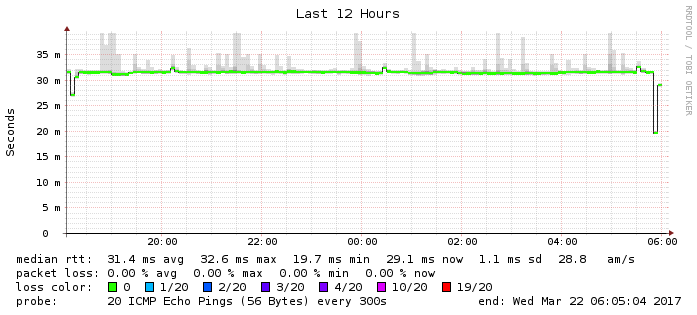 Last 12 Hours
RRDTOOL / TOBI OETIKER
Seconds
35 m
30 m
25 m
20 m
15 m
10 m
5 m
0
20:00 22:00 00:00 02:00 04:00 06:00
median rtt: 31.4 ms avg 32.6 ms max 19.7 ms min 29.1 ms now 1.1 ms sd 28.8 am/s
packet loss: 0.00 % avg 0.00 % max 0.00 % min 0.00 % now
loss color: 0 1/20 2/20 3/20 4/20 10/20 19/20
probe: 20 ICMP Echo Pings (56 Bytes) every 300s end: Wed Mar 22 06:05:04 2017